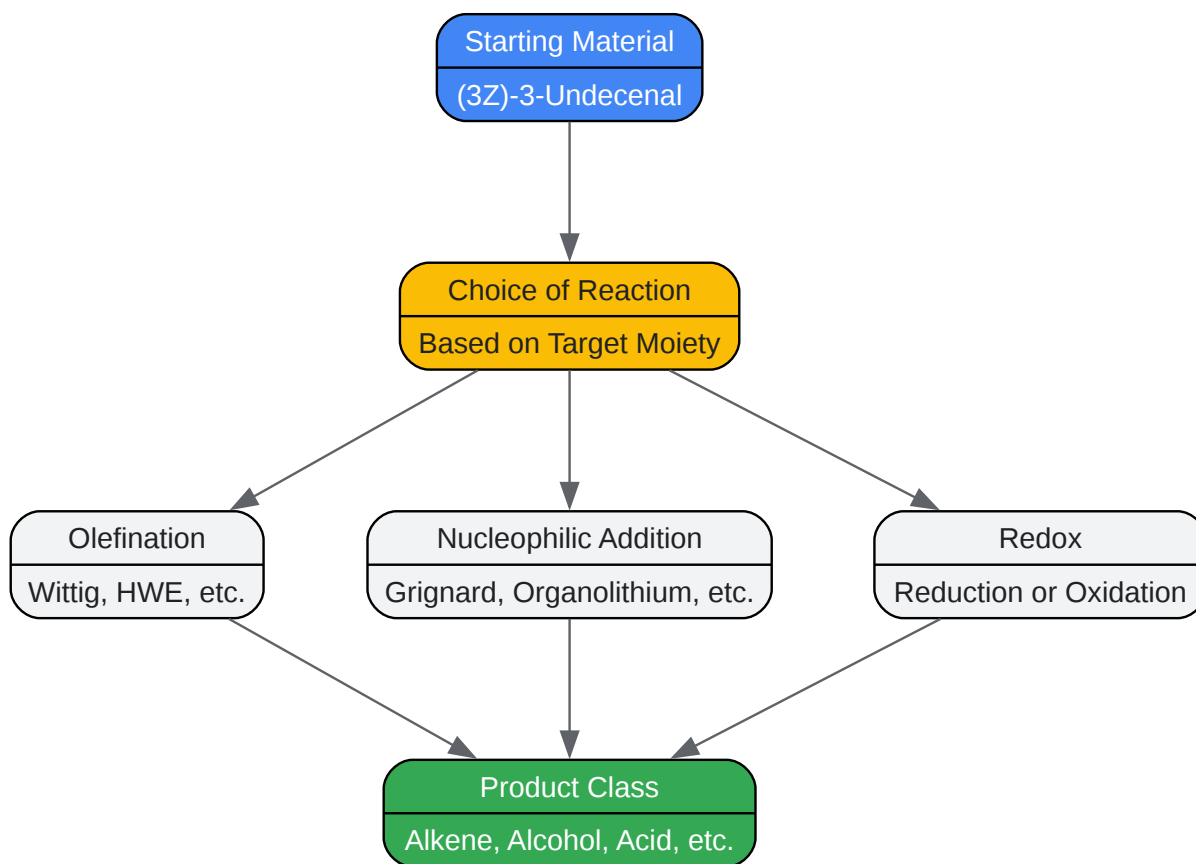 Starting Material
(3Z)-3-Undecenal
Choice of Reaction
Based on Target Moiety
Olefination
Wittig, HWE, etc.
Nucleophilic Addition
Grignard, Organolithium, etc.
Redox
Reduction or Oxidation
Product Class
Alkene, Alcohol, Acid, etc.